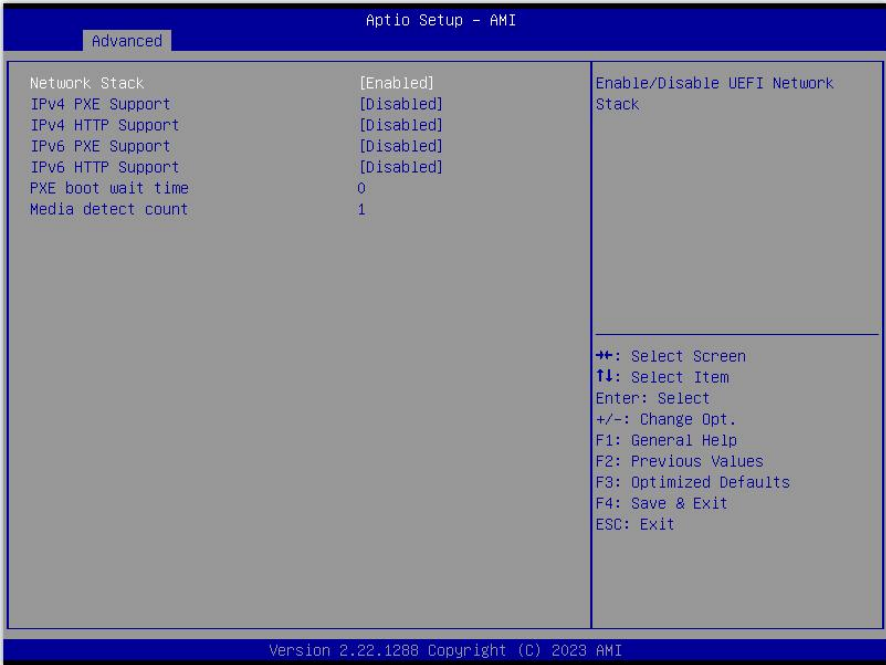 Aptio Setup – AMI
Advanced
Network Stack [Enabled]
IPv4 PXE Support [Disabled]
IPv4 HTTP Support [Disabled]
IPv6 PXE Support [Disabled]
IPv6 HTTP Support [Disabled]
PXE boot wait time 0
Media detect count 1
Enable/Disable UEFI Network
Stack
→←: Select Screen
↑↓: Select Item
Enter: Select
+/-: Change Opt.
F1: General Help
F2: Previous Values
F3: Optimized Defaults
F4: Save & Exit
ESC: Exit
Version 2.22.1288 Copyright (C) 2023 AMI